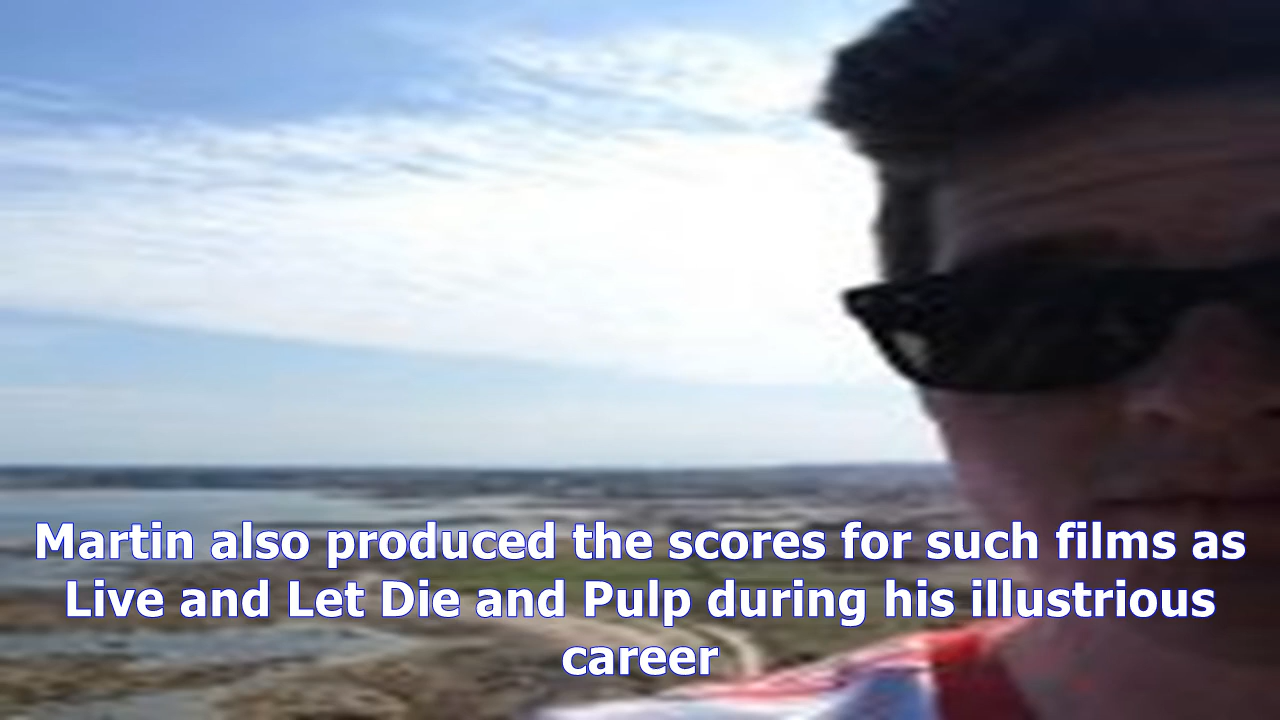 Martin also produced the scores for such films as
Live and Let Die and Pulp during his illustrious
career